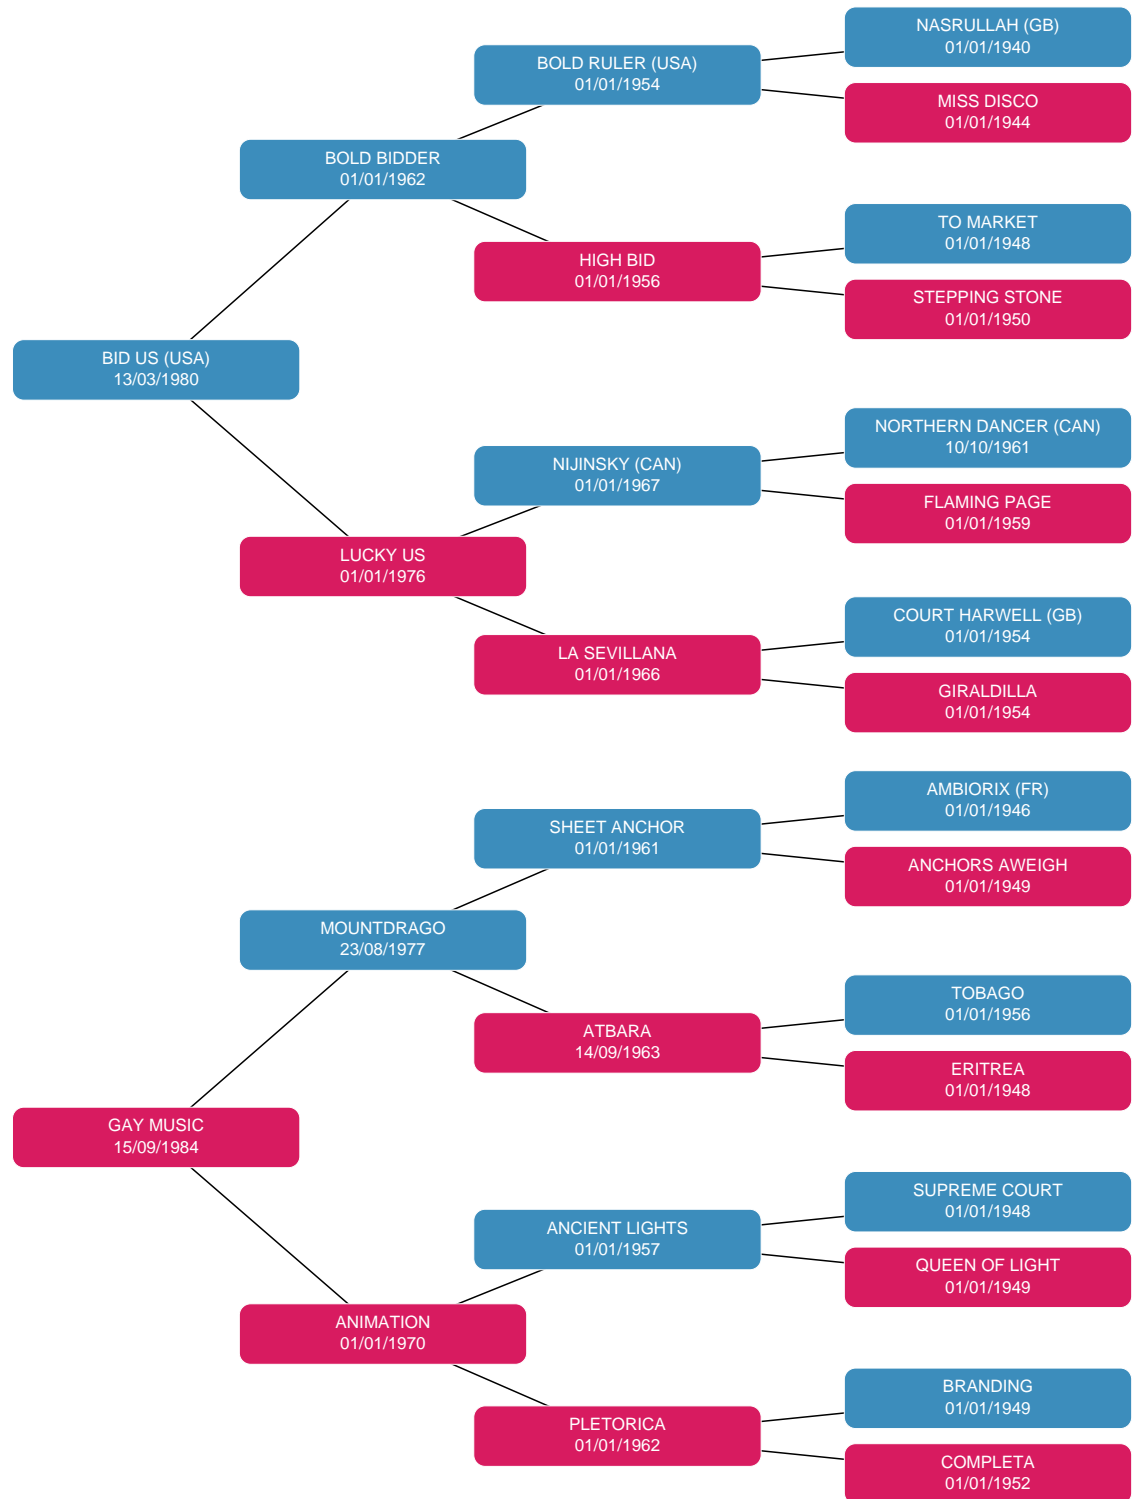 NASRULLAH (GB)
01/01/1940
BOLD RULER (USA)
01/01/1954
MISS DISCO
01/01/1944
BOLD BIDDER
01/01/1962
TO MARKET
01/01/1948
HIGH BID
01/01/1956
STEPPING STONE
01/01/1950
BID US (USA)
13/03/1980
NORTHERN DANCER (CAN)
10/10/1961
NIJINSKY (CAN)
01/01/1967
FLAMING PAGE
01/01/1959
LUCKY US
01/01/1976
COURT HARWELL (GB)
01/01/1954
LA SEVILLANA
01/01/1966
GIRALDILLA
01/01/1954
AMBIORIX (FR)
01/01/1946
SHEET ANCHOR
01/01/1961
ANCHORS AWEIGH
01/01/1949
MOUNTDRAGO
23/08/1977
TOBAGO
01/01/1956
ATBARA
14/09/1963
ERITREA
01/01/1948
GAY MUSIC
15/09/1984
SUPREME COURT
01/01/1948
ANCIENT LIGHTS
01/01/1957
QUEEN OF LIGHT
01/01/1949
ANIMATION
01/01/1970
BRANDING
01/01/1949
PLETORICA
01/01/1962
COMPLETA
01/01/1952